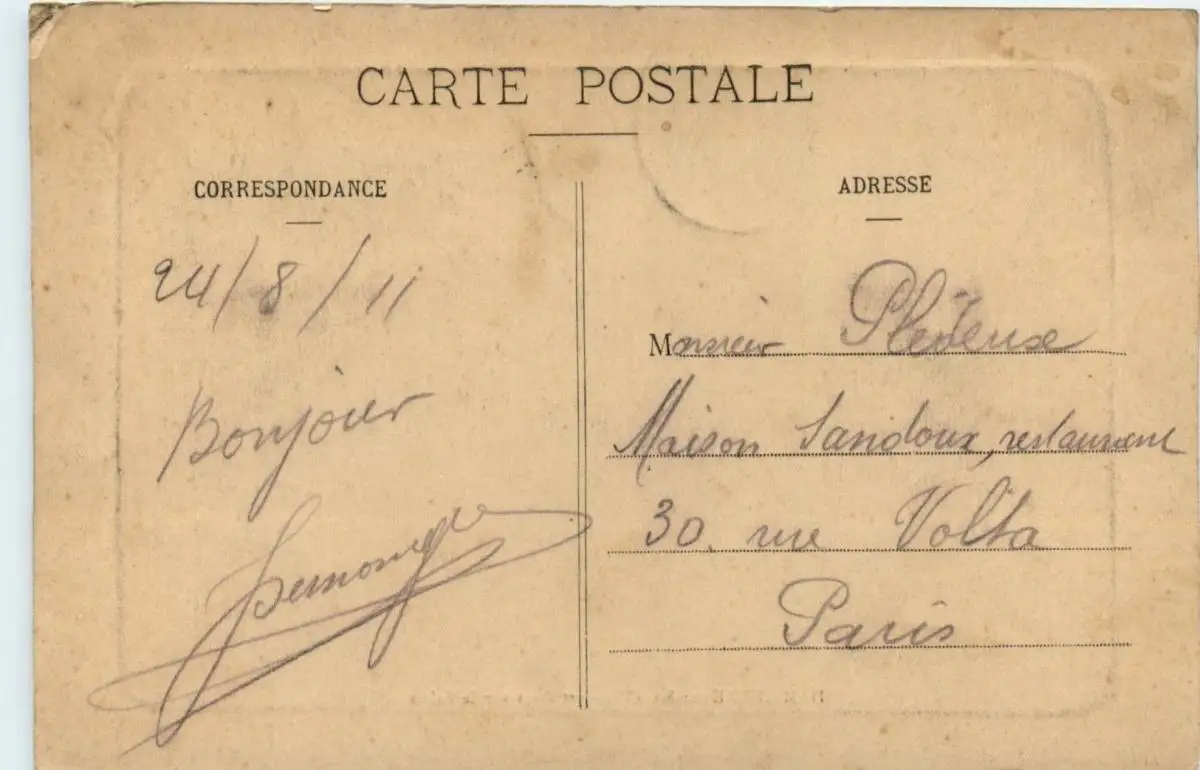 CARTE POSTALE
CORRESPONDANCE
ADRESSE
24/8/11
Bonjour
Monsieur
Maison Sandoux, restaurant
30. rue Volta
Paris